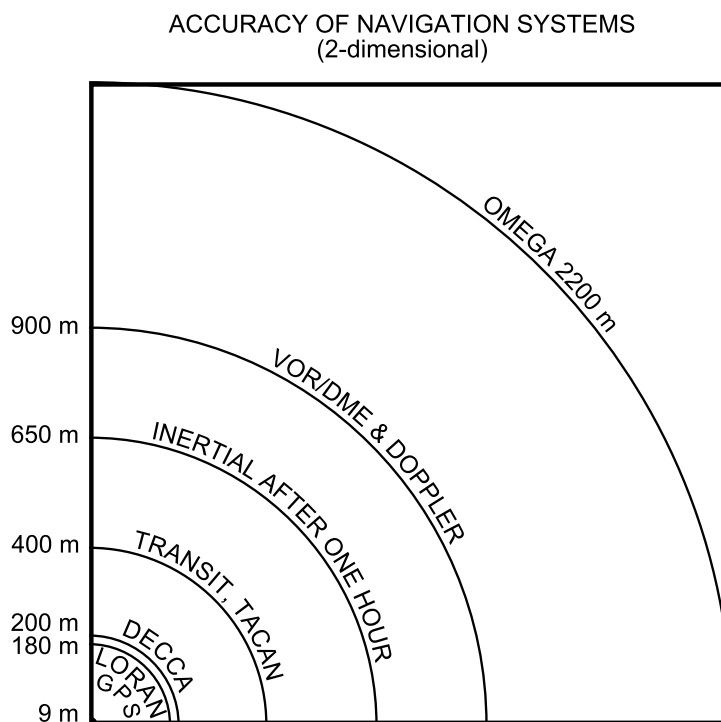 ACCURACY OF NAVIGATION SYSTEMS
(2-dimensional)
OMEGA 2200 m
900 m
VOR/DME & DOPPLER
650 m
INERTIAL AFTER ONE HOUR
400 m
TRANSIT, TACAN
200 m
DECCA
180 m
LORAN
GPS
9 m